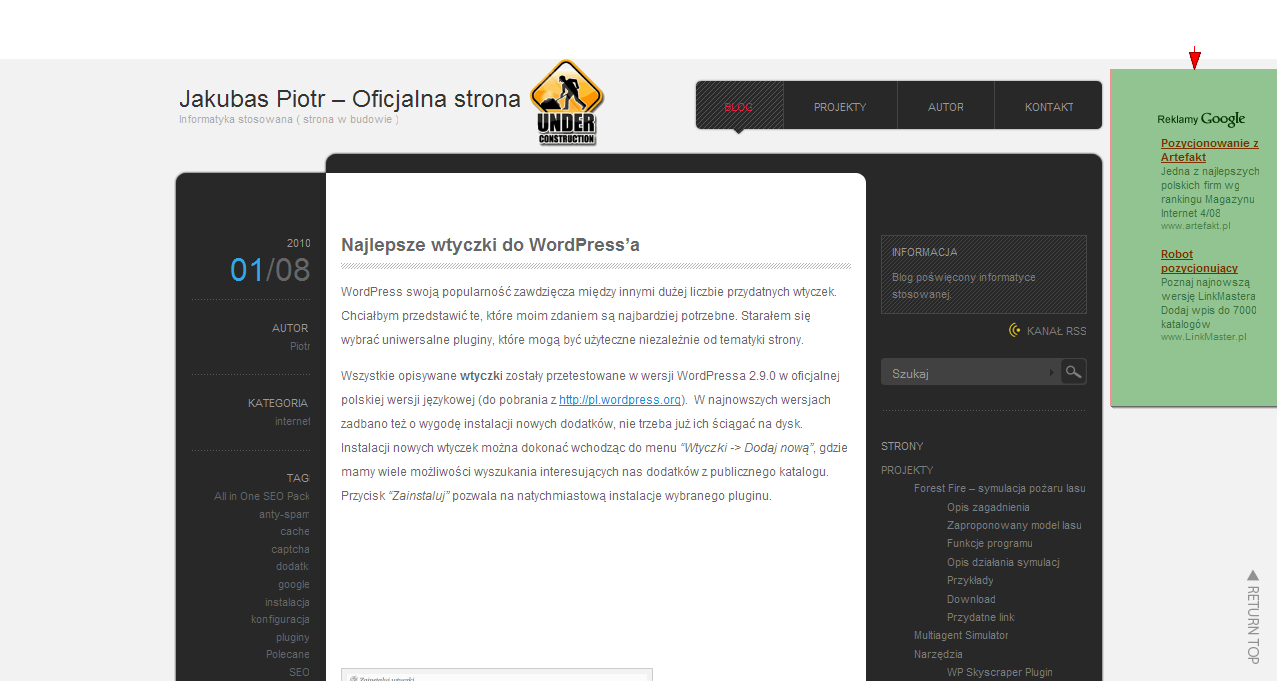 Jakubas Piotr – Oficjalna strona
Informatyka stosowana ( strona w budowie )
UNDER
CONSTRUCTION
BLOG
PROJEKTY
AUTOR
KONTAKT
2010
01/08
AUTOR
Piotr
KATEGORIA
internet
TAGI
All in One SEO Pack
anty-spam
cache
captcha
dodatki
google
instalacja
konfiguracja
pluginy
Polecane
SEO
Najlepsze wtyczki do WordPress’a
WordPress swoją popularność zawdzięcza między innymi dużej liczbie przydatnych wtyczek.
Chciałbym przedstawić te, które moim zdaniem są najbardziej potrzebne. Starałem się
wybrać uniwersalne pluginy, które mogą być użyteczne niezależnie od tematyki strony.
Wszystkie opisywane wtyczki zostały przetestowane w wersji WordPressa 2.9.0 w oficjalnej
polskiej wersji językowej (do pobrania z http://pl.wordpress.org). W najnowszych wersjach
zadbano też o wygodę instalacji nowych dodatków, nie trzeba już ich ściągać na dysk.
Instalacji nowych wtyczek można dokonać wchodząc do menu “Wtyczki -> Dodaj nową”, gdzie
mamy wiele możliwości wyszukania interesujących nas dodatków z publicznego katalogu.
Przycisk “Zainstaluj” pozwala na natychmiastową instalacje wybranego pluginu.
Zainstaluj wtyczki
INFORMACJA
Blog poświęcony informatyce
stosowanej.
KANAŁ RSS
Szukaj
STRONY
PROJEKTY
Forest Fire – symulacja pożaru lasu
Opis zagadnienia
Zaproponowany model lasu
Funkcje programu
Opis działania symulacji
Przykłady
Download
Przydatne linki
Multiagent Simulator
Narzędzia
WP Skyscraper Plugin
Reklamy Google
Pozycjonowanie z
Artefakt
Jedna z najlepszych
polskich firm wg
rankingu Magazynu
Internet 4/08
www.artefakt.pl
Robot
pozycjonujący
Poznaj najnowszą
wersję LinkMastera
Dodaj wpis do 7000
katalogów
www.LinkMaster.pl
RETURN TOP